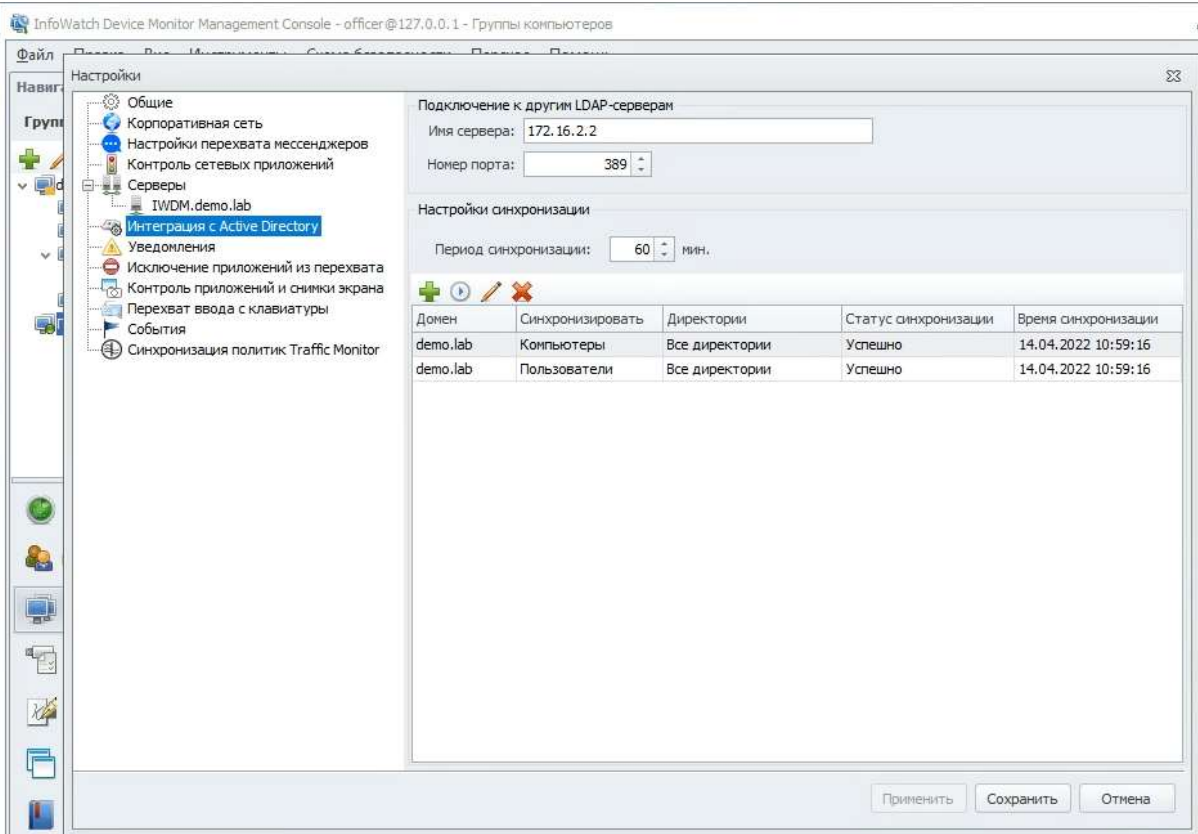 InfoWatch Device Monitor Management Console - officer@127.0.0.1 - Группы компьютеров
Файл
Настройки
Общие
Корпоративная сеть
Настройки перехвата мессенджеров
Контроль сетевых приложений
Серверы
IWDM.demo.lab
Интеграция с Active Directory
Уведомления
Исключение приложений из перехвата
Контроль приложений и снимки экрана
Перехват ввода с клавиатуры
События
Синхронизация политик Traffic Monitor
Подключение к другим LDAP-серверам
Имя сервера: 172.16.2.2
Номер порта: 389
Настройки синхронизации
Период синхронизации: 60 мин.
Домен Синхронизировать Директории Статус синхронизации Время синхронизации
demo.lab Компьютеры Все директории Успешно 14.04.2022 10:59:16
demo.lab Пользователи Все директории Успешно 14.04.2022 10:59:16
Применить Сохранить Отмена